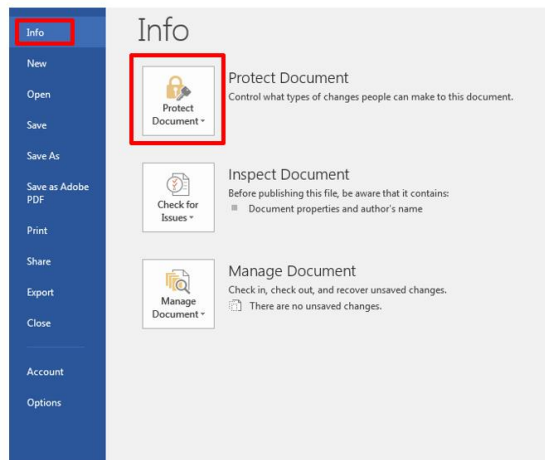 Info
New
Open
Save
Save As
Save as Adobe
PDF
Print
Share
Export
Close
Account
Options
Info
Protect
Document
Protect Document
Control what types of changes people can make to this document.
Check for
Issues
Inspect Document
Before publishing this file, be aware that it contains:
Document properties and author's name
Manage
Document
Manage Document
Check in, check out, and recover unsaved changes.
There are no unsaved changes.